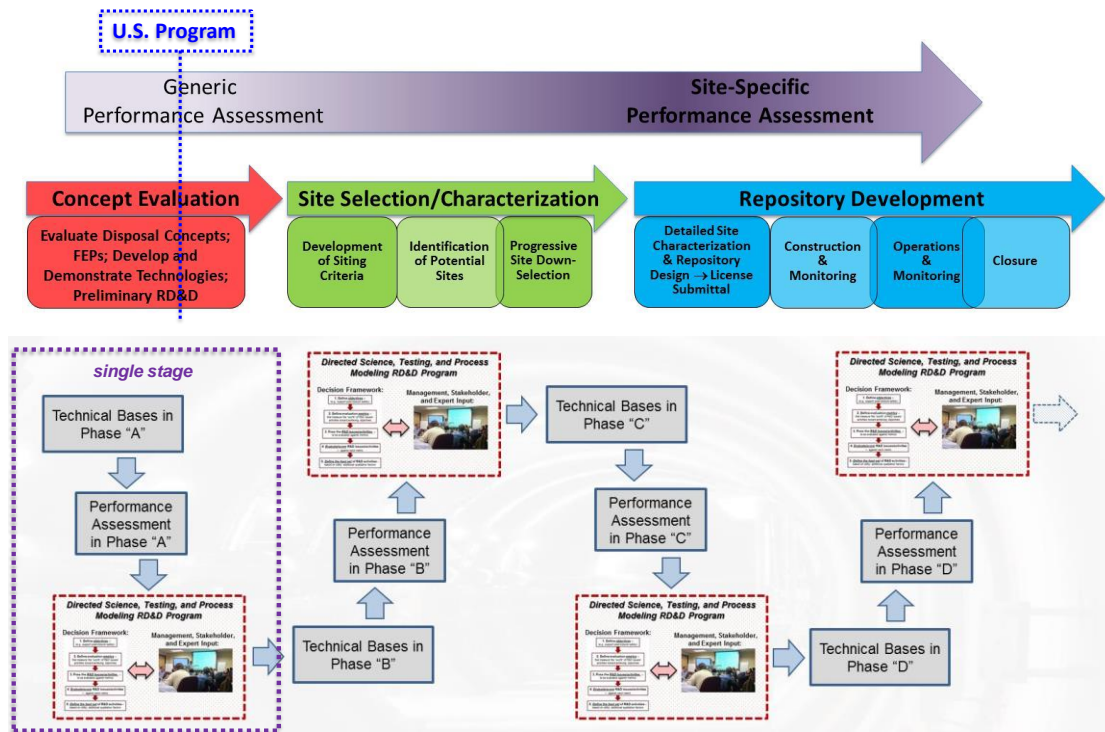 U.S. Program
Generic
Performance Assessment
Site-Specific
Performance Assessment
Concept Evaluation
Evaluate Disposal Concepts;
FEPs; Develop and
Demonstrate Technologies;
Preliminary RD&D
Site Selection/Characterization
Development
of Siting
Criteria
Identification
of Potential
Sites
Progressive
Site Down-
Selection
Repository Development
Detailed Site
Characterization
& Repository
Design → License
Submittal
Construction
&
Monitoring
Operations
&
Monitoring
Closure
single stage
Technical Bases in
Phase “A”
Performance
Assessment
in Phase “A”
Directed Science, Testing, and Process
Modeling RD&D Program
Decision Framework:
Management, Stakeholder,
and Expert Input:
Technical Bases in
Phase “B”
Performance
Assessment
in Phase “B”
Directed Science, Testing, and Process
Modeling RD&D Program
Decision Framework:
Management, Stakeholder,
and Expert Input:
Technical Bases in
Phase “C”
Performance
Assessment
in Phase “C”
Directed Science, Testing, and Process
Modeling RD&D Program
Decision Framework:
Management, Stakeholder,
and Expert Input:
Technical Bases in
Phase “D”
Performance
Assessment
in Phase “D”
Directed Science, Testing, and Process
Modeling RD&D Program
Decision Framework:
Management, Stakeholder,
and Expert Input: